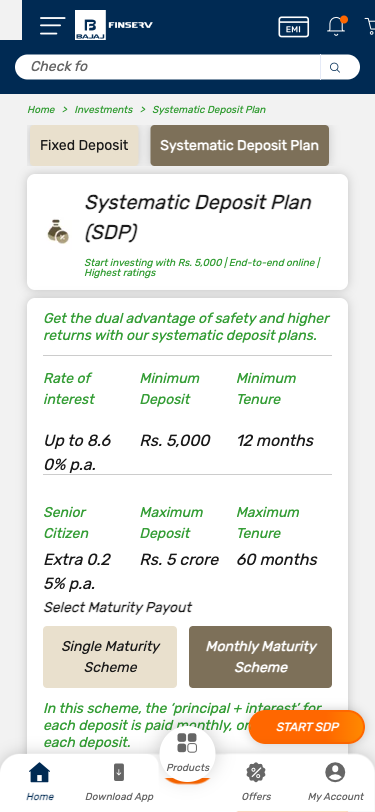 BAJAJ
FINSERV
EMI
Check fo
Home > Investments > Systematic Deposit Plan
Fixed Deposit
Systematic Deposit Plan
Systematic Deposit Plan
(SDP)
Start investing with Rs. 5,000 | End-to-end online |
Highest ratings
Get the dual advantage of safety and higher
returns with our systematic deposit plans.
Rate of Minimum Minimum
interest Deposit Tenure
Up to 8.6 Rs. 5,000 12 months
0% p.a.
Senior Maximum Maximum
Citizen Deposit Tenure
Extra 0.2 Rs. 5 crore 60 months
5% p.a.
Select Maturity Payout
Single Maturity
Scheme
Monthly Maturity
Scheme
In this scheme, the ‘principal + interest’ for
each deposit is paid monthly,
each deposit.
START SDP
Home
Download App
Products
Offers
My Account